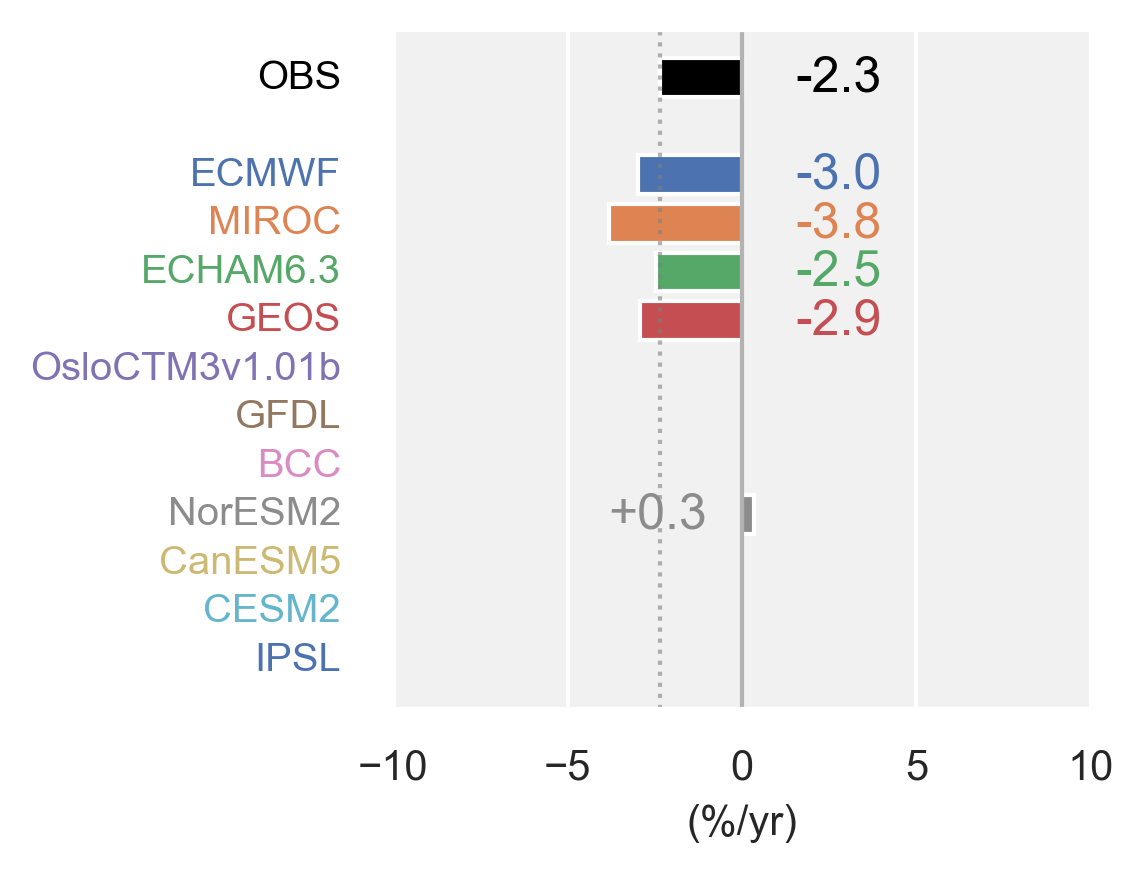 OBS -2.3
ECMWF -3.0
MIROC -3.8
ECHAM6.3 -2.5
GEOS -2.9
OsloCTM3v1.01b
GFDL
BCC
NorESM2 +0.3
CanESM5
CESM2
IPSL
−10 −5 0 5 10
(%/yr)